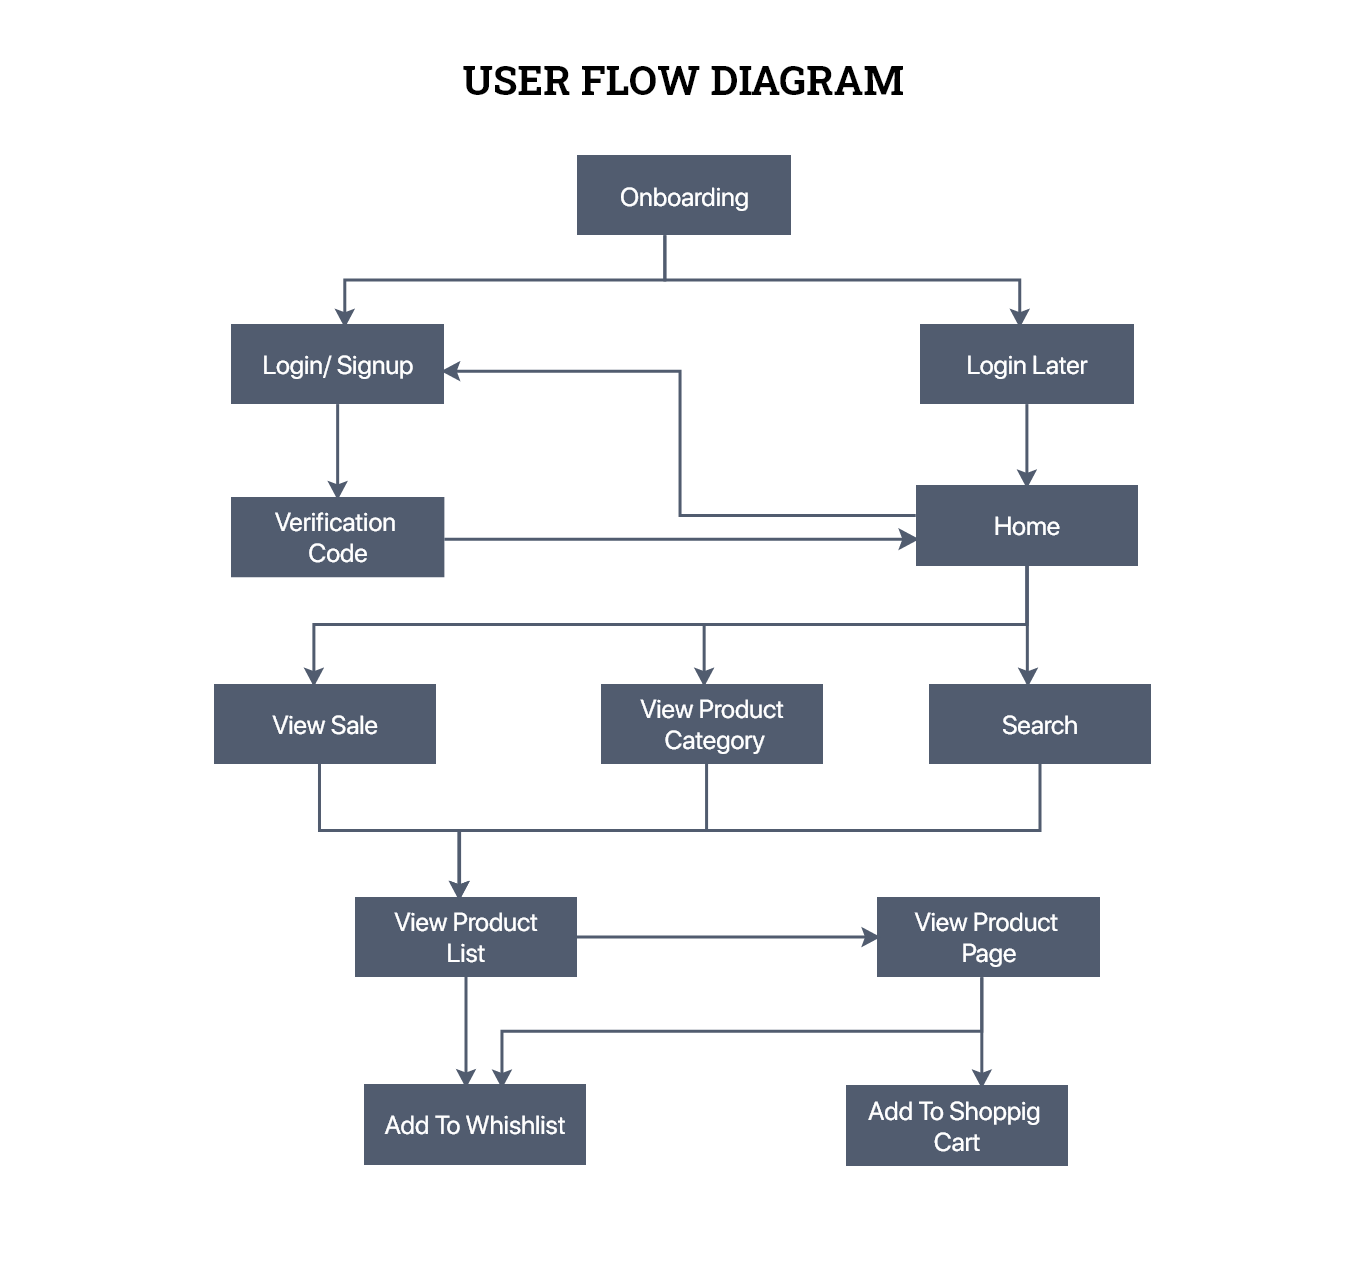 USER FLOW DIAGRAM
Onboarding
Login/ Signup
Login Later
Verification
Code
Home
View Sale
View Product
Category
Search
View Product
List
View Product
Page
Add To Whishlist
Add To Shoppig
Cart